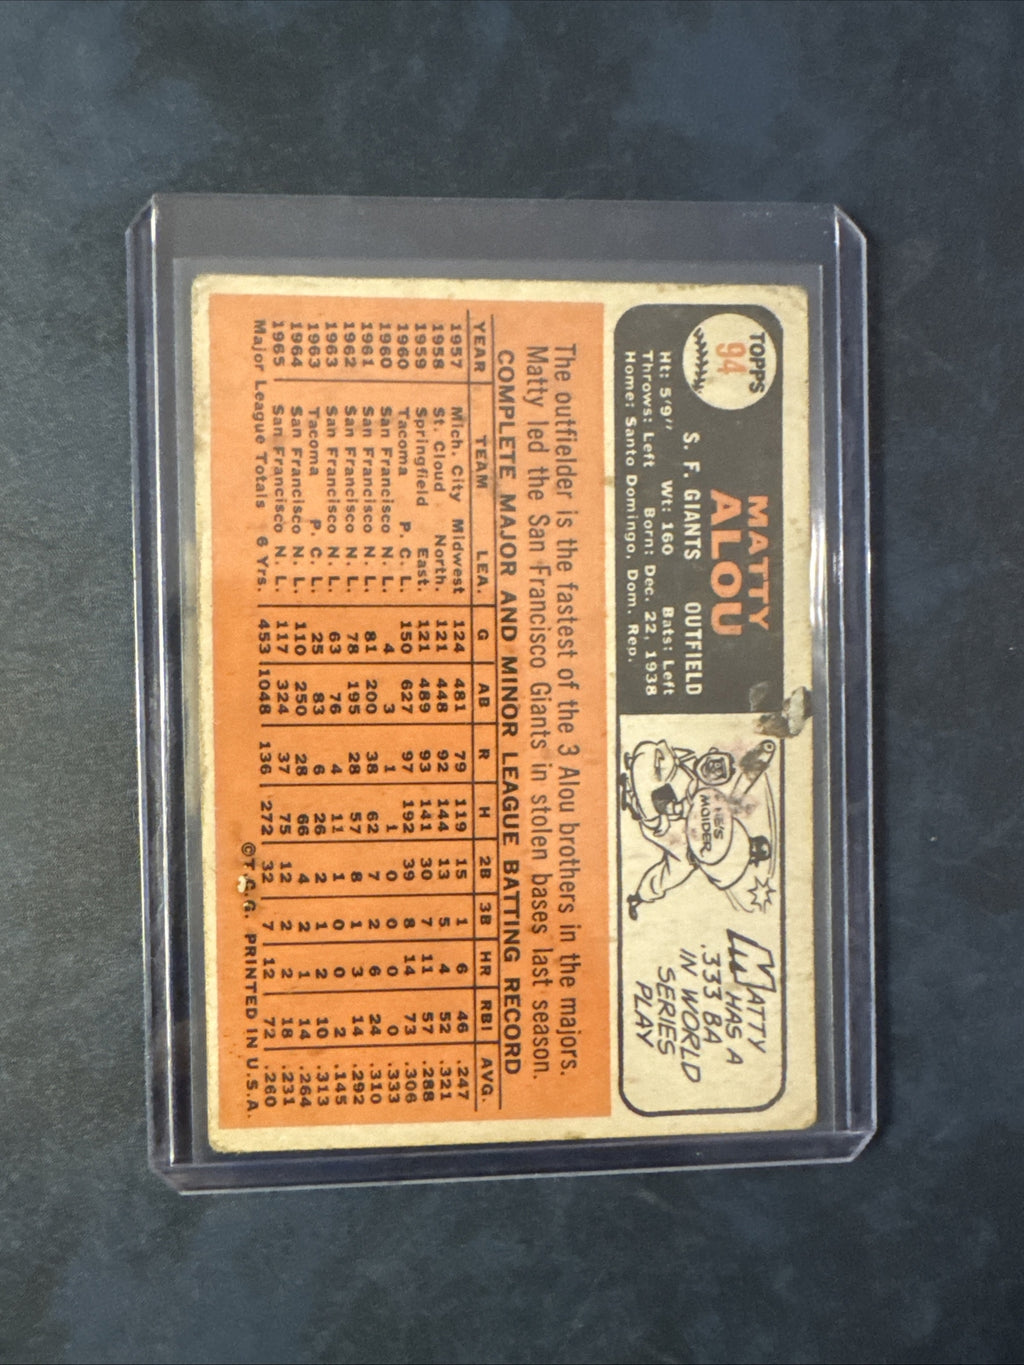 TOPPS
94
MATTY
ALOU
S. F. GIANTS OUTFIELD
Ht: 5'9" Wt: 160 Bats: Left
Throws: Left Born: Dec. 22, 1938
Home: Santo Domingo, Dom. Rep.
HE'S
MOIDER
MATTY
HAS A
.333 BA
IN WORLD
SERIES
PLAY
The outfielder is the fastest of the 3 Alou brothers in the majors.
Matty led the San Francisco Giants in stolen bases last season.
COMPLETE MAJOR AND MINOR LEAGUE BATTING RECORD
YEAR TEAM LEA. G AB R H 2B 3B HR RBI AVG.
1957 Mich. City Midwest 124 481 79 119 15 1 6 46 .247
1958 St. Cloud North. 121 448 92 144 13 5 4 52 .321
1959 Springfield East. 121 489 93 141 30 7 11 57 .288
1960 Tacoma P. C. L. 150 627 97 192 39 8 14 73 .306
1960 San Francisco N. L. 4 3 1 1 0 0 0 0 .333
1961 San Francisco N. L. 81 200 38 62 7 2 6 24 .310
1962 San Francisco N. L. 78 195 28 57 8 1 3 14 .292
1963 San Francisco N. L. 63 76 4 11 1 0 0 2 .145
1963 Tacoma P. C. L. 25 83 6 26 2 1 2 10 .313
1964 San Francisco N. L. 110 250 28 66 4 2 1 14 .264
1965 San Francisco N. L. 117 324 37 75 12 2 2 18 .231
Major League Totals 6 Yrs. 453 1048 136 272 32 7 12 72 .260
©T.C.G. PRINTED IN U.S.A.